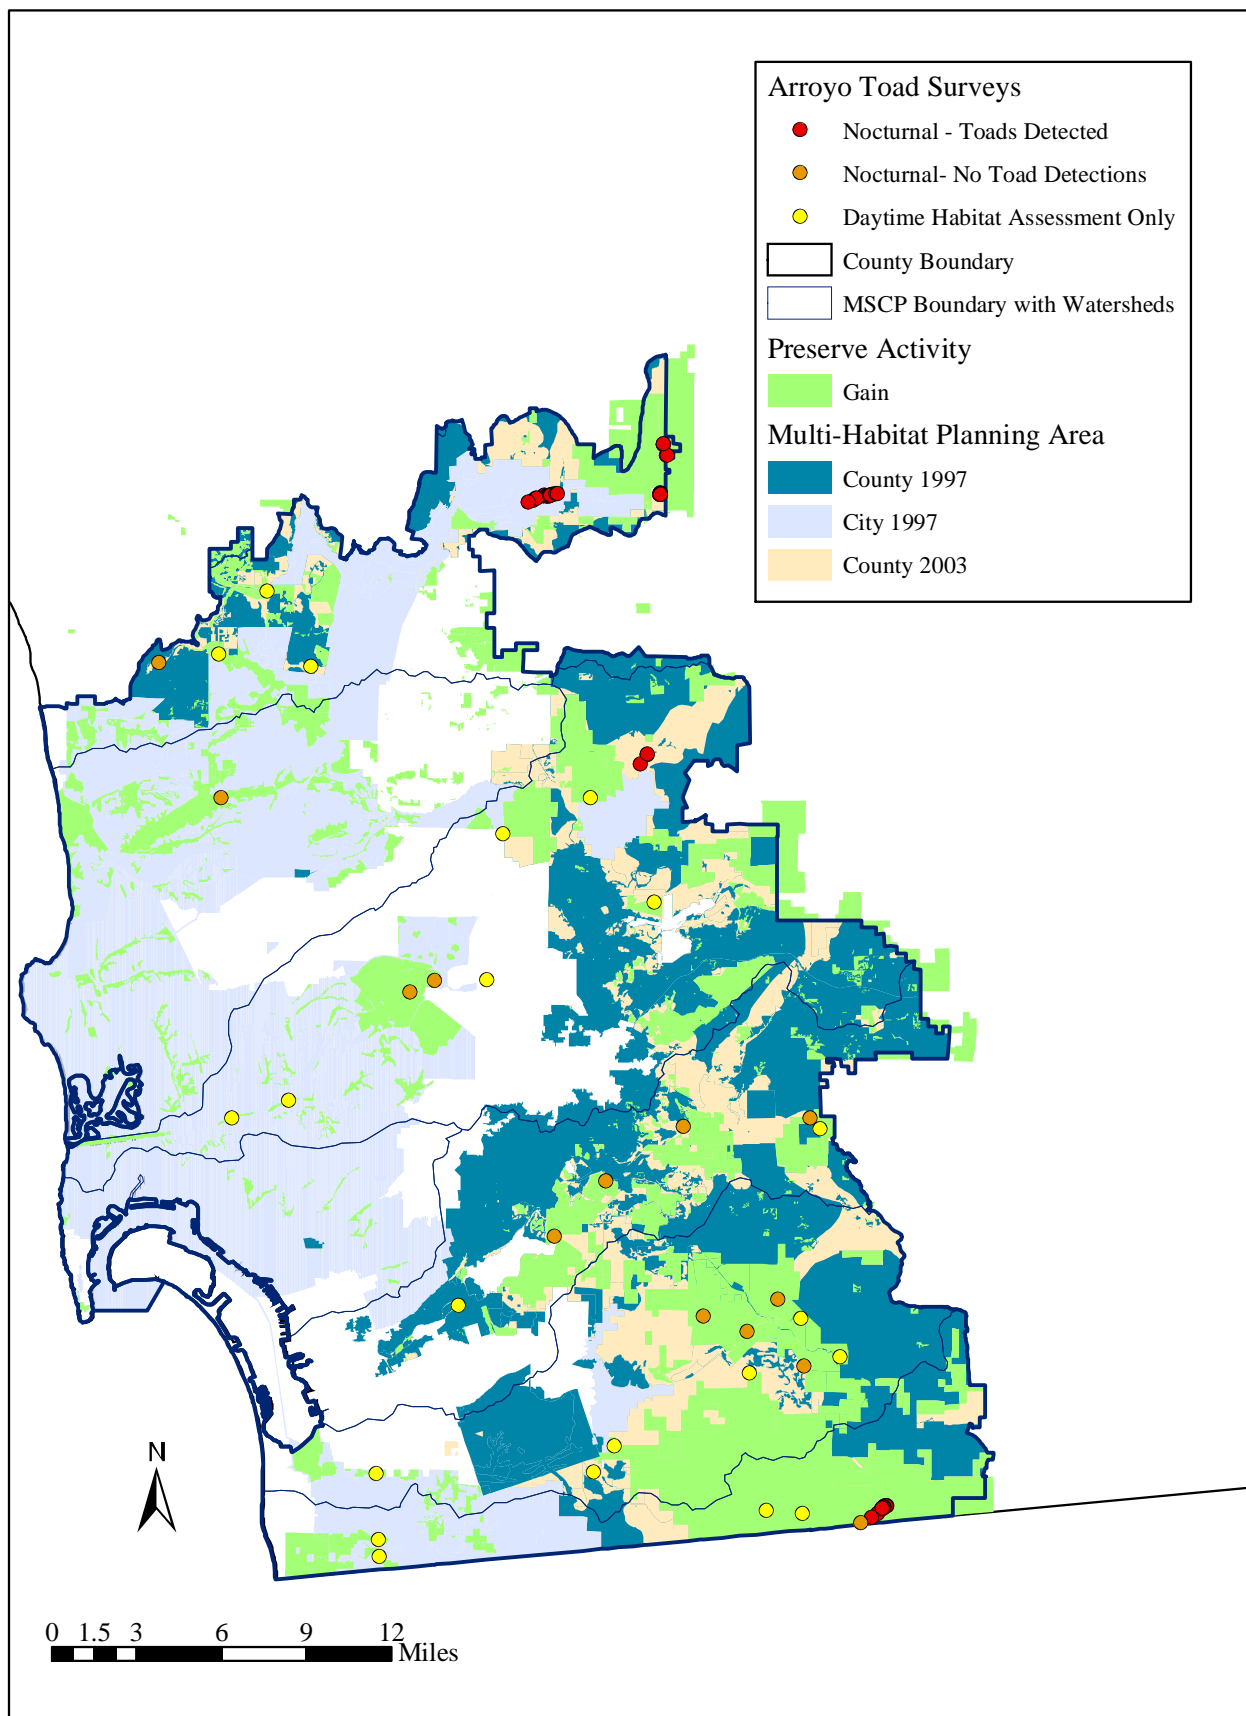 Arroyo Toad Surveys
Nocturnal - Toads Detected
Nocturnal- No Toad Detections
Daytime Habitat Assessment Only
County Boundary
MSCP Boundary with Watersheds
Preserve Activity
Gain
Multi-Habitat Planning Area
County 1997
City 1997
County 2003
N
0 1.5 3 6 9 12
Miles